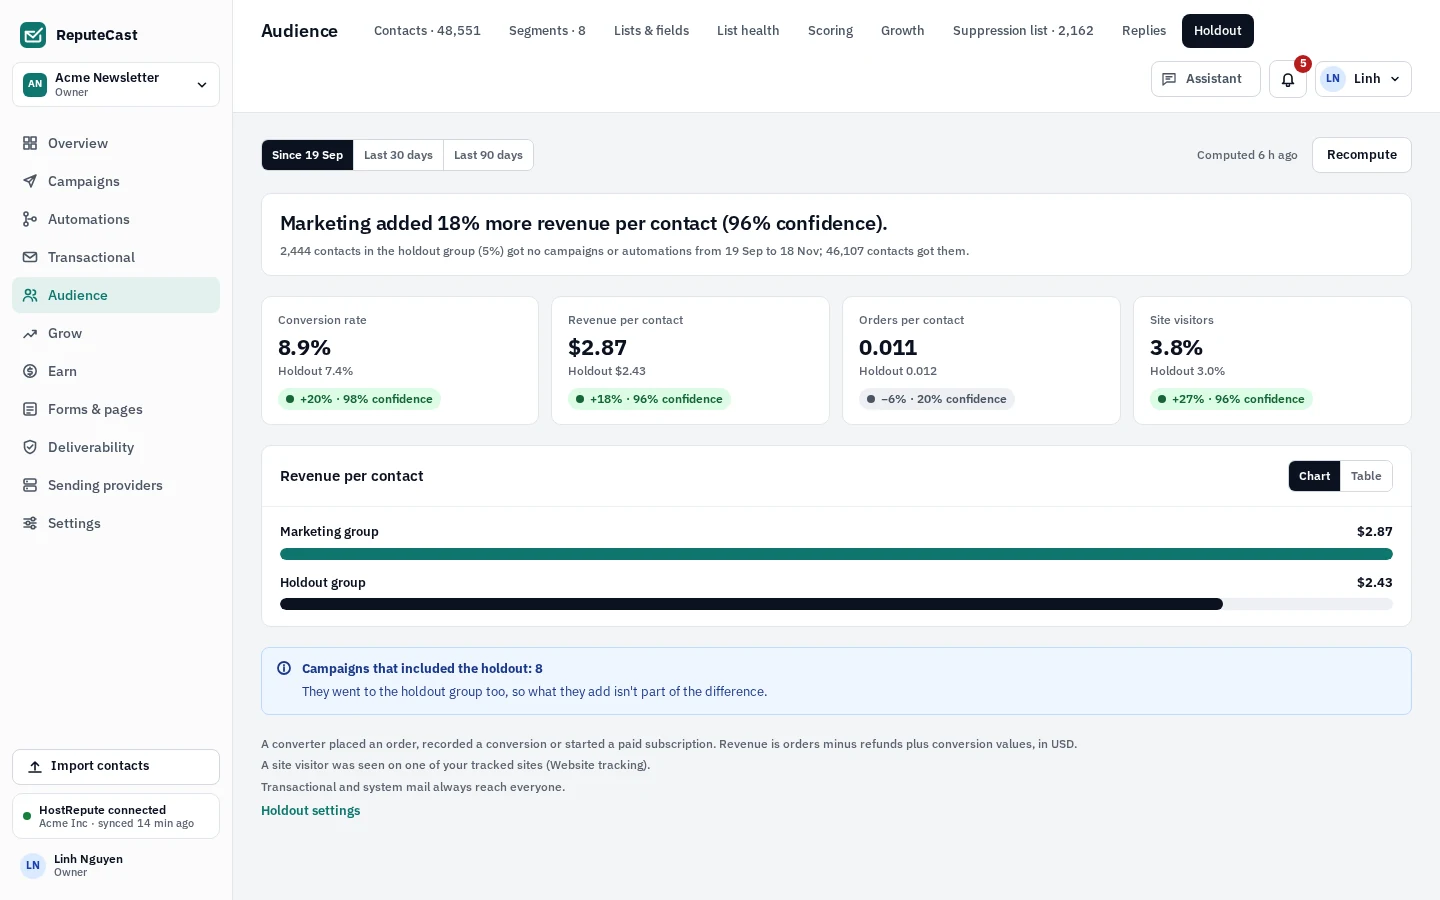 ReputeCast
AN
Acme Newsletter
Owner
Overview
Campaigns
Automations
Transactional
Audience
Grow
Earn
Forms & pages
Deliverability
Sending providers
Settings
Import contacts
HostRepute connected
Acme Inc · synced 14 min ago
LN
Linh Nguyen
Owner
Audience
Contacts · 48,551
Segments · 8
Lists & fields
List health
Scoring
Growth
Suppression list · 2,162
Replies
Holdout
Assistant
5
LN
Linh
Since 19 Sep
Last 30 days
Last 90 days
Computed 6 h ago
Recompute
Marketing added 18% more revenue per contact (96% confidence).
2,444 contacts in the holdout group (5%) got no campaigns or automations from 19 Sep to 18 Nov; 46,107 contacts got them.
Conversion rate
8.9%
Holdout 7.4%
+20% · 98% confidence
Revenue per contact
$2.87
Holdout $2.43
+18% · 96% confidence
Orders per contact
0.011
Holdout 0.012
−6% · 20% confidence
Site visitors
3.8%
Holdout 3.0%
+27% · 96% confidence
Revenue per contact
Chart
Table
Marketing group
$2.87
Holdout group
$2.43
Campaigns that included the holdout: 8
They went to the holdout group too, so what they add isn't part of the difference.
A converter placed an order, recorded a conversion or started a paid subscription. Revenue is orders minus refunds plus conversion values, in USD.
A site visitor was seen on one of your tracked sites (Website tracking).
Transactional and system mail always reach everyone.
Holdout settings